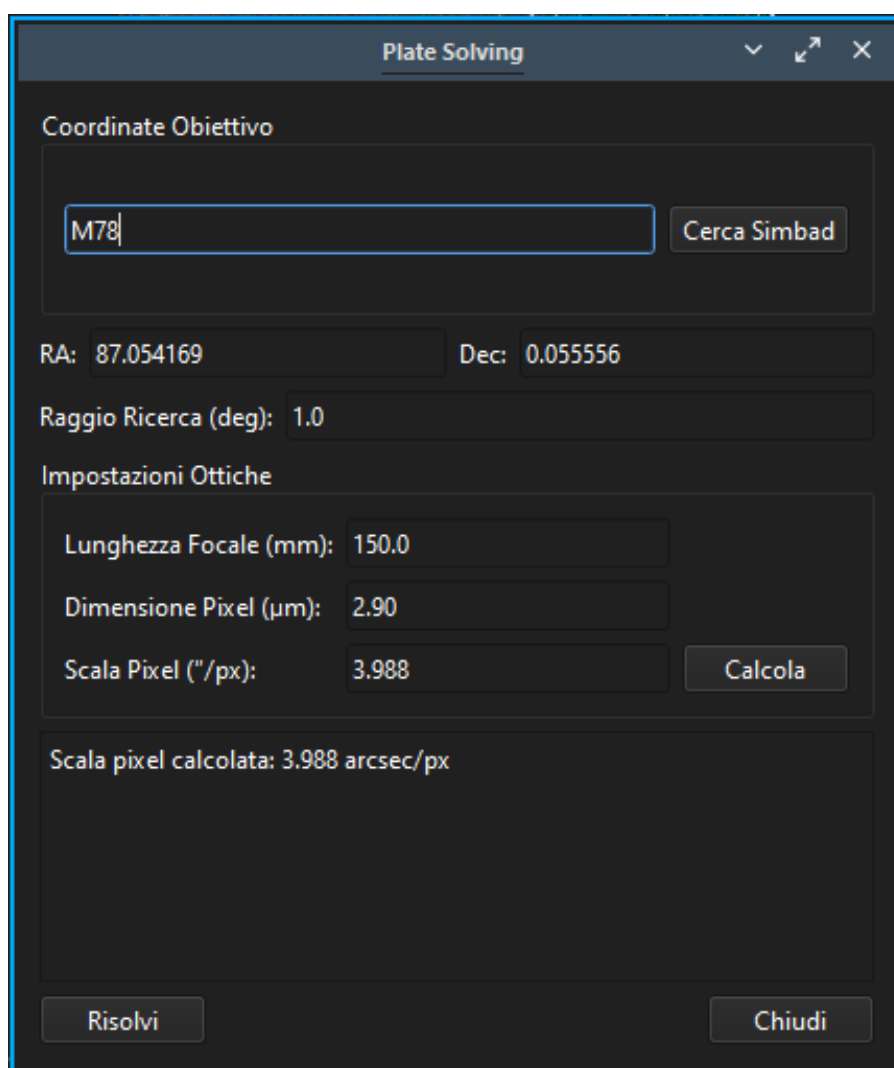 Plate Solving
Coordinate Obiettivo
M78 Cerca Simbad
RA: 87.054169 Dec: 0.055556
Raggio Ricerca (deg): 1.0
Impostazioni Ottiche
Lunghezza Focale (mm): 150.0
Dimensione Pixel (µm): 2.90
Scala Pixel ("/px): 3.988 Calcola
Scala pixel calcolata: 3.988 arcsec/px
Risolvi Chiudi